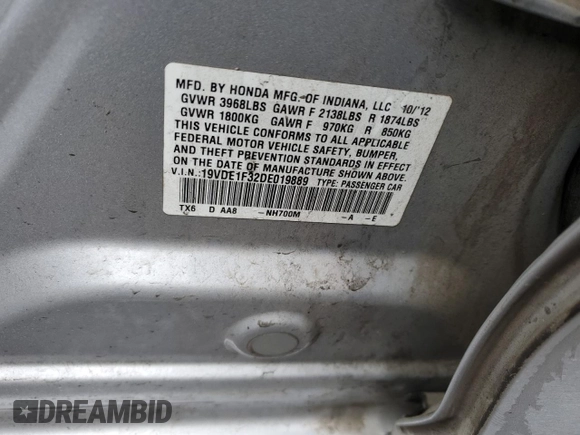 MFD. BY HONDA MFG. OF INDIANA, LLC 10/'12
GVWR 3968LBS GAWR F 2138LBS R 1874LBS
GVWR 1800KG GAWR F 970KG R 850KG
THIS VEHICLE CONFORMS TO ALL APPLICABLE
FEDERAL MOTOR VEHICLE SAFETY, BUMPER,
AND THEFT PREVENTION STANDARDS IN EFFECT
ON THE DATE OF MANUFACTURE SHOWN ABOVE.
V.I.N.:19VDE1F32DE019889 TYPE: PASSENGER CAR
TX6 D AA8 -NH700M -A -E
DREAMBID